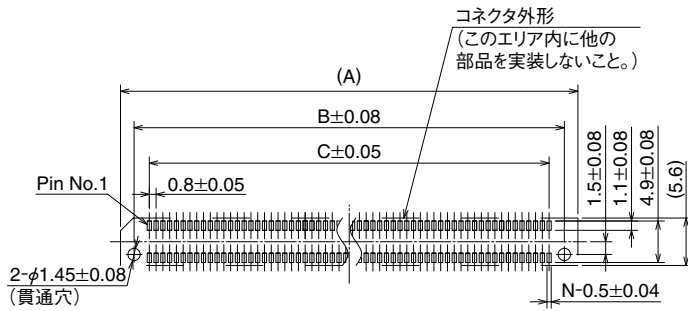 コネクタ外形
(このエリア内に他の
部品を実装しないこと。)
(A)
B±0.08
C±0.05
Pin No.1
0.8±0.05
1.5±0.08
1.1±0.08
4.9±0.08
(5.6)
2-φ1.45±0.08
(貫通穴)
N-0.5±0.04